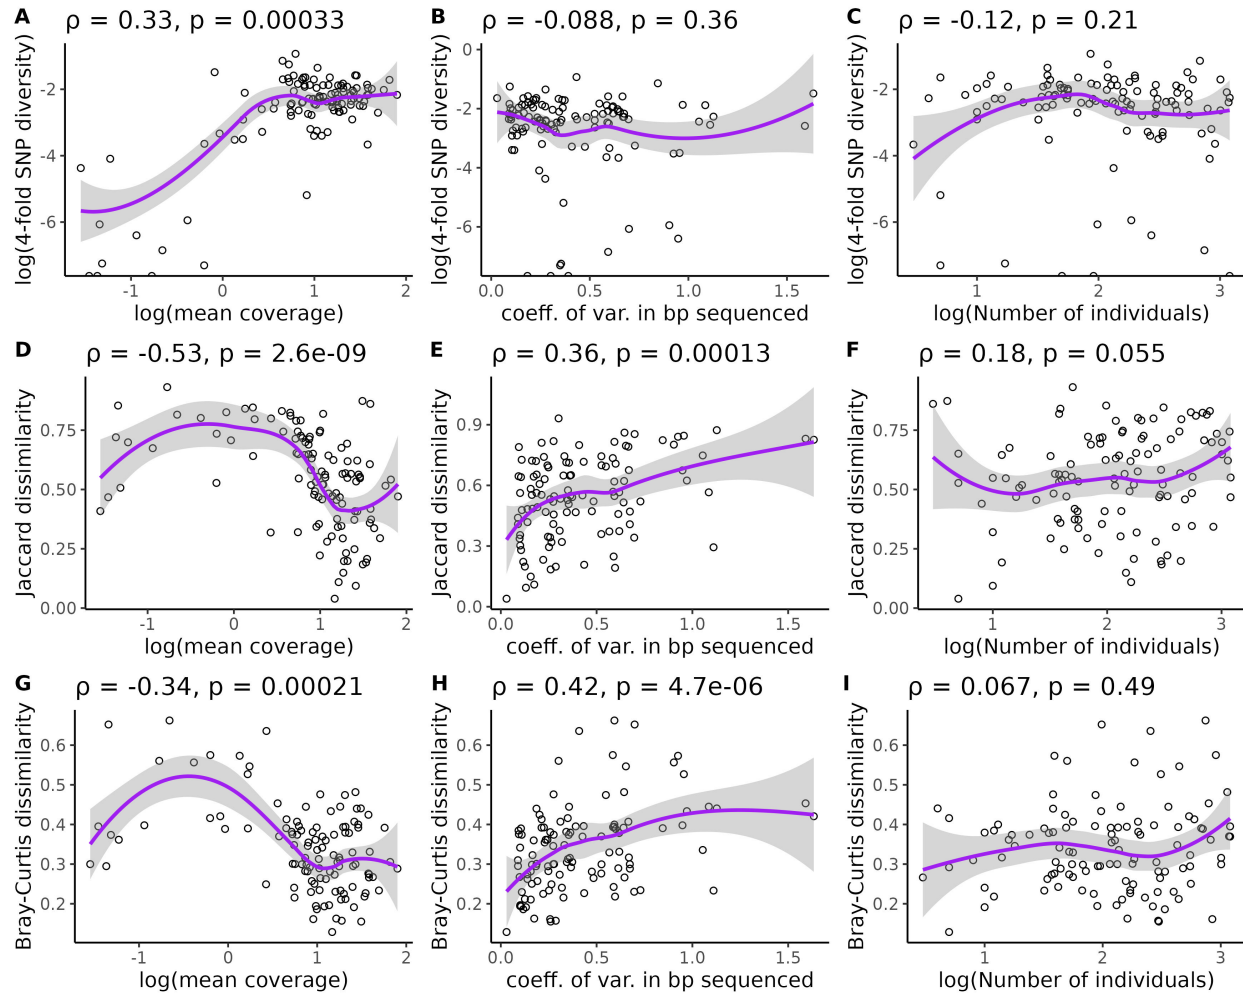 A
ρ = 0.33, p = 0.00033
log(4-fold SNP diversity)
-2
-4
-6
-1 0 1 2
log(mean coverage)
B
ρ = -0.088, p = 0.36
log(4-fold SNP diversity)
0
-2
-4
-6
0.0 0.5 1.0 1.5
coeff. of var. in bp sequenced
C
ρ = -0.12, p = 0.21
log(4-fold SNP diversity)
-2
-4
-6
1 2 3
log(Number of individuals)
D
ρ = -0.53, p = 2.6e-09
Jaccard dissimilarity
0.75
0.50
0.25
0.00
-1 0 1 2
log(mean coverage)
E
ρ = 0.36, p = 0.00013
Jaccard dissimilarity
0.9
0.6
0.3
0.0
0.0 0.5 1.0 1.5
coeff. of var. in bp sequenced
F
ρ = 0.18, p = 0.055
Jaccard dissimilarity
0.75
0.50
0.25
0.00
1 2 3
log(Number of individuals)
G
ρ = -0.34, p = 0.00021
Bray-Curtis dissimilarity
0.6
0.5
0.4
0.3
0.2
-1 0 1 2
log(mean coverage)
H
ρ = 0.42, p = 4.7e-06
Bray-Curtis dissimilarity
0.6
0.5
0.4
0.3
0.2
0.0 0.5 1.0 1.5
coeff. of var. in bp sequenced
I
ρ = 0.067, p = 0.49
Bray-Curtis dissimilarity
0.6
0.5
0.4
0.3
0.2
1 2 3
log(Number of individuals)